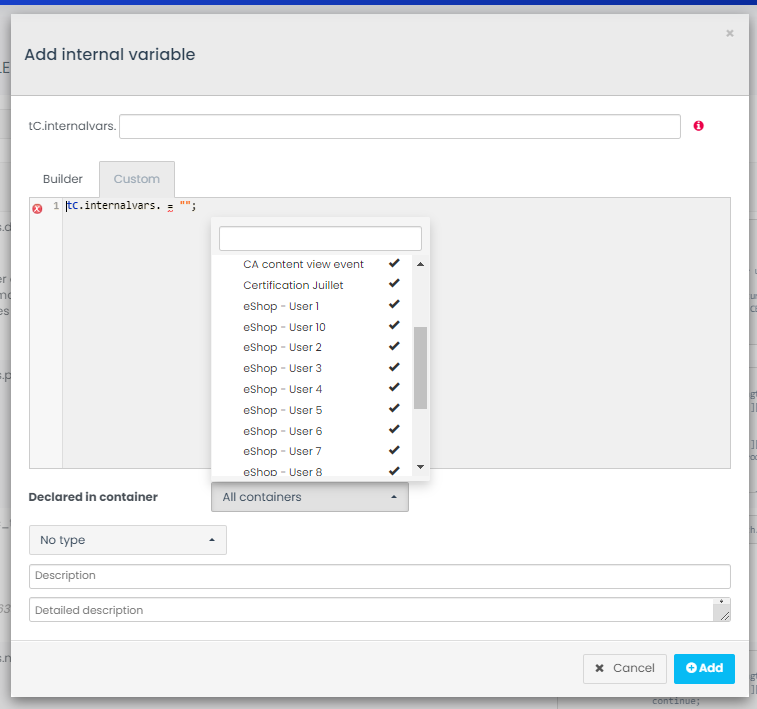 Add internal variable
×
tC.internalvars.
Builder
Custom
1 tC.internalvars. = "";
CA content view event
Certification Juillet
eShop - User 1
eShop - User 10
eShop - User 2
eShop - User 3
eShop - User 4
eShop - User 5
eShop - User 6
eShop - User 7
eShop - User 8
Declared in container
All containers
No type
Description
Detailed description
Cancel
Add
continue;